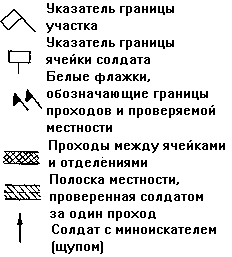 Указатель границы
участка
Указатель границы
ячейки солдата
Белые флажки,
обозначающие границы
проходов и проверяемой
местности
Проходы между ячейками
и отделениями
Полоска местности,
проверенная солдатом
за один проход
Солдат с миноискателем
(щупом)